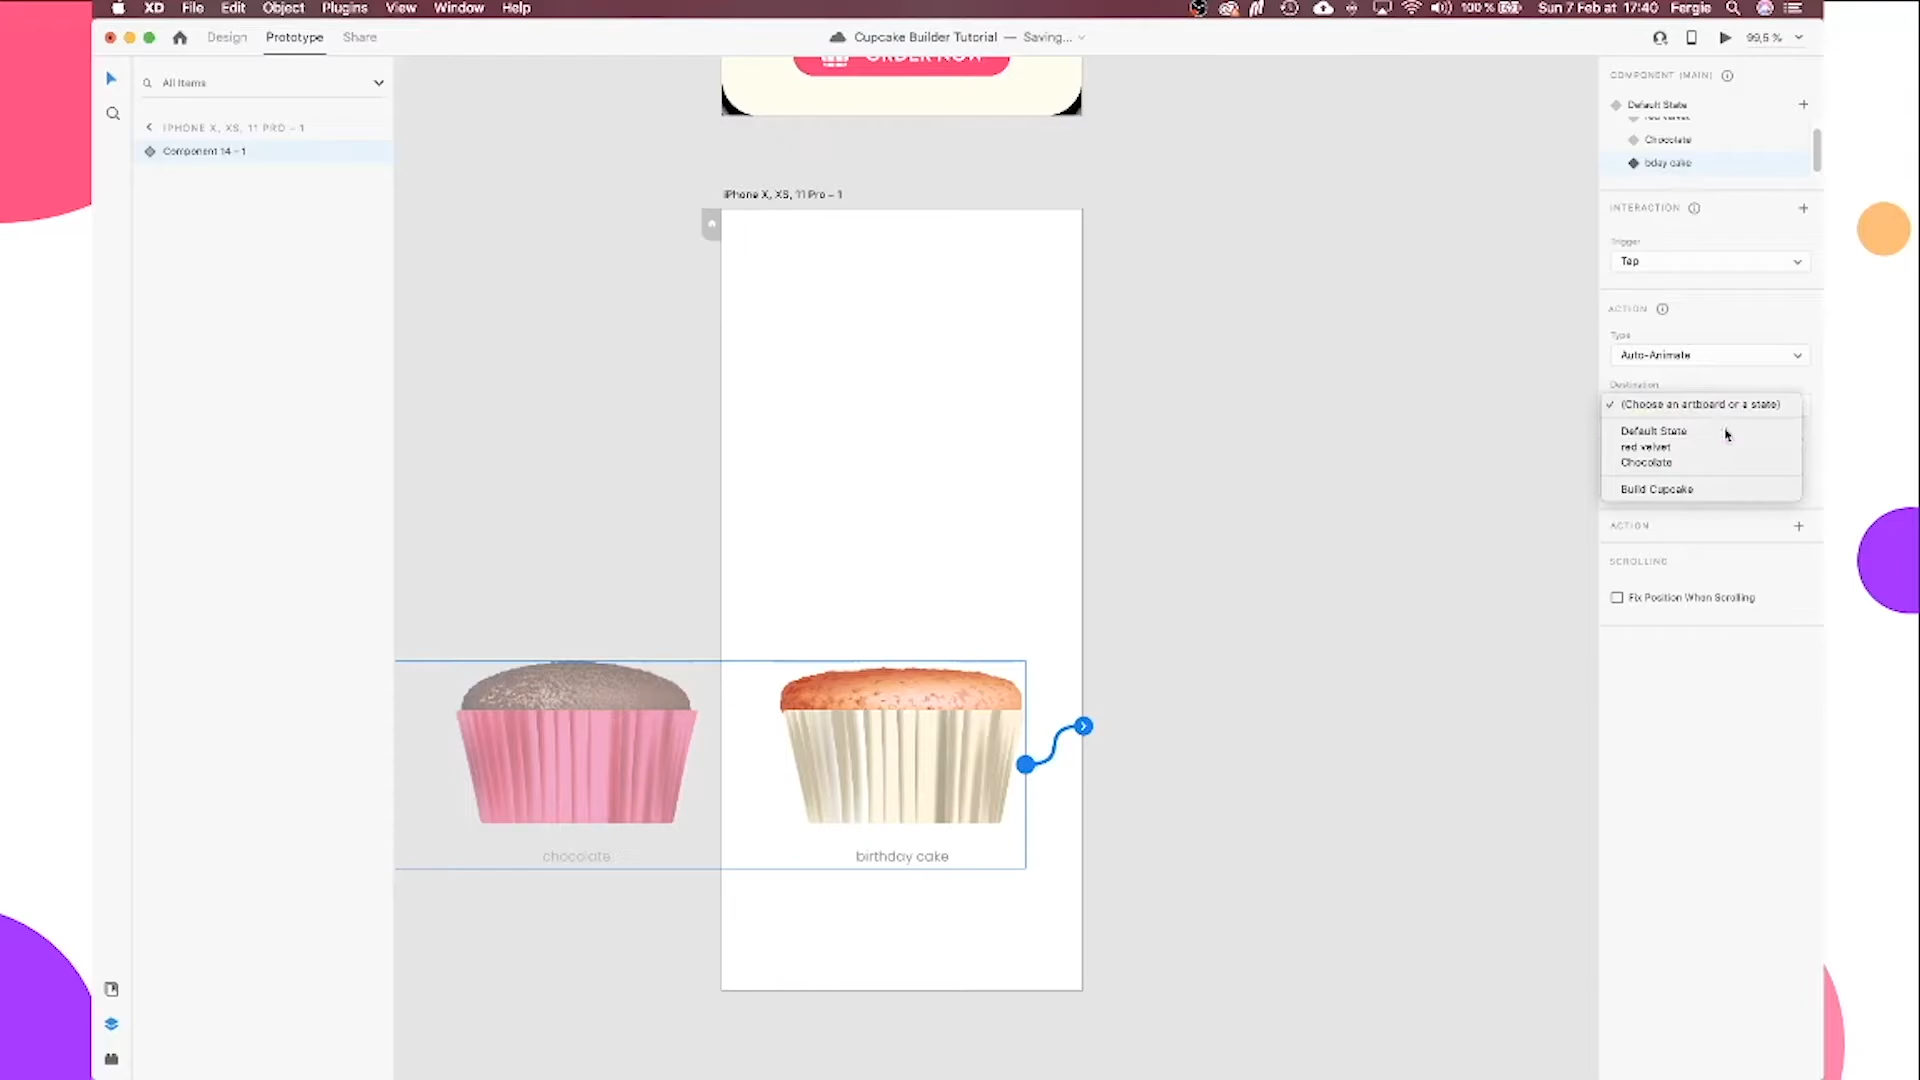 XD File Edit Object Plugins View Window Help 100 % Sun 7 Feb at 17:40 Fergie
Design Prototype Share Cupcake Builder Tutorial — Saving... 99,5 %
All Items
IPHONE X, XS, 11 PRO – 1
Component 14 – 1
ORDER NOW
iPhone X, XS, 11 Pro – 1
chocolate
birthday cake
COMPONENT (MAIN)
Default State
red velvet
Chocolate
bday cake
INTERACTION
Trigger
Tap
ACTION
Type
Auto-Animate
Destination
(Choose an artboard or a state)
Default State
red velvet
Chocolate
Build Cupcake
ACTION
SCROLLING
Fix Position When Scrolling